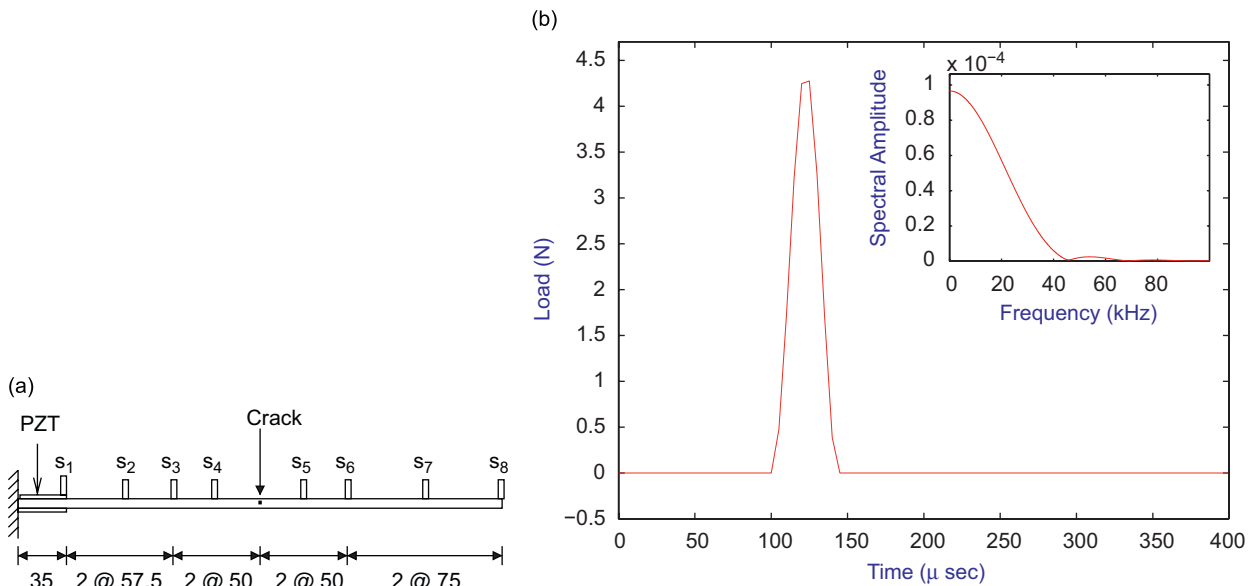 (a)
PZT
Crack
s1
s2
s3
s4
s5
s6
s7
s8
35
2 @ 57.5
2 @ 50
2 @ 50
2 @ 75
(b)
Load (N)
4.5
4
3.5
3
2.5
2
1.5
1
0.5
0
−0.5
0
50
100
150
200
250
300
350
400
Time (μ sec)
x 10⁻⁴
Spectral Amplitude
1
0.8
0.6
0.4
0.2
0
0
20
40
60
80
Frequency (kHz)